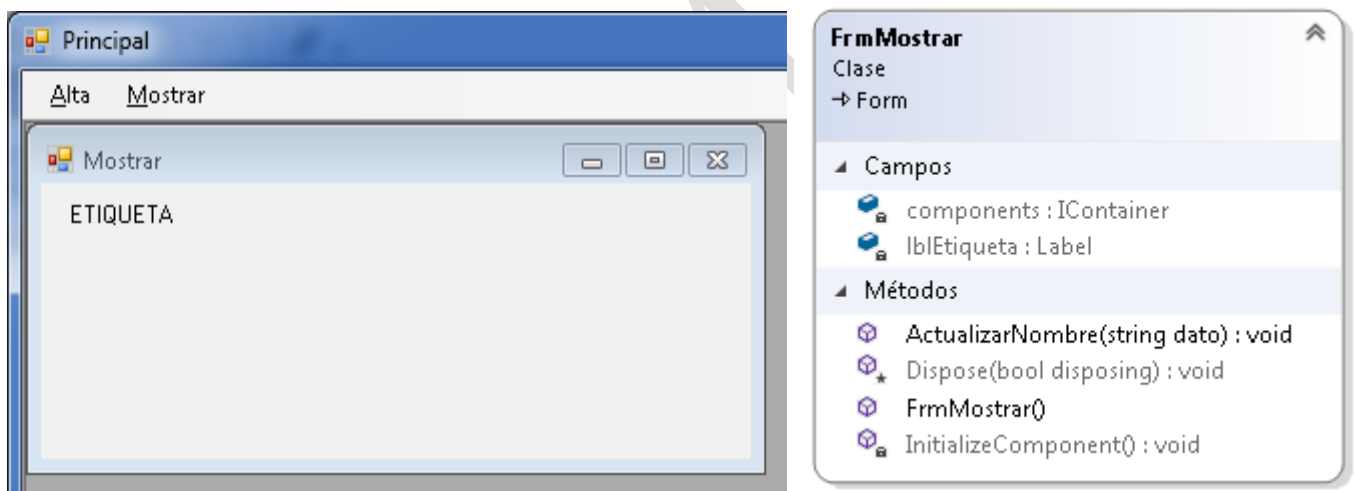 Principal
Alta Mostrar
Mostrar
ETIQUETA
FrmMostrar
Clase
Form
Campos
components : IContainer
lblEtiqueta : Label
Métodos
ActualizarNombre(string dato) : void
Dispose(bool disposing) : void
FrmMostrar()
InitializeComponent() : void